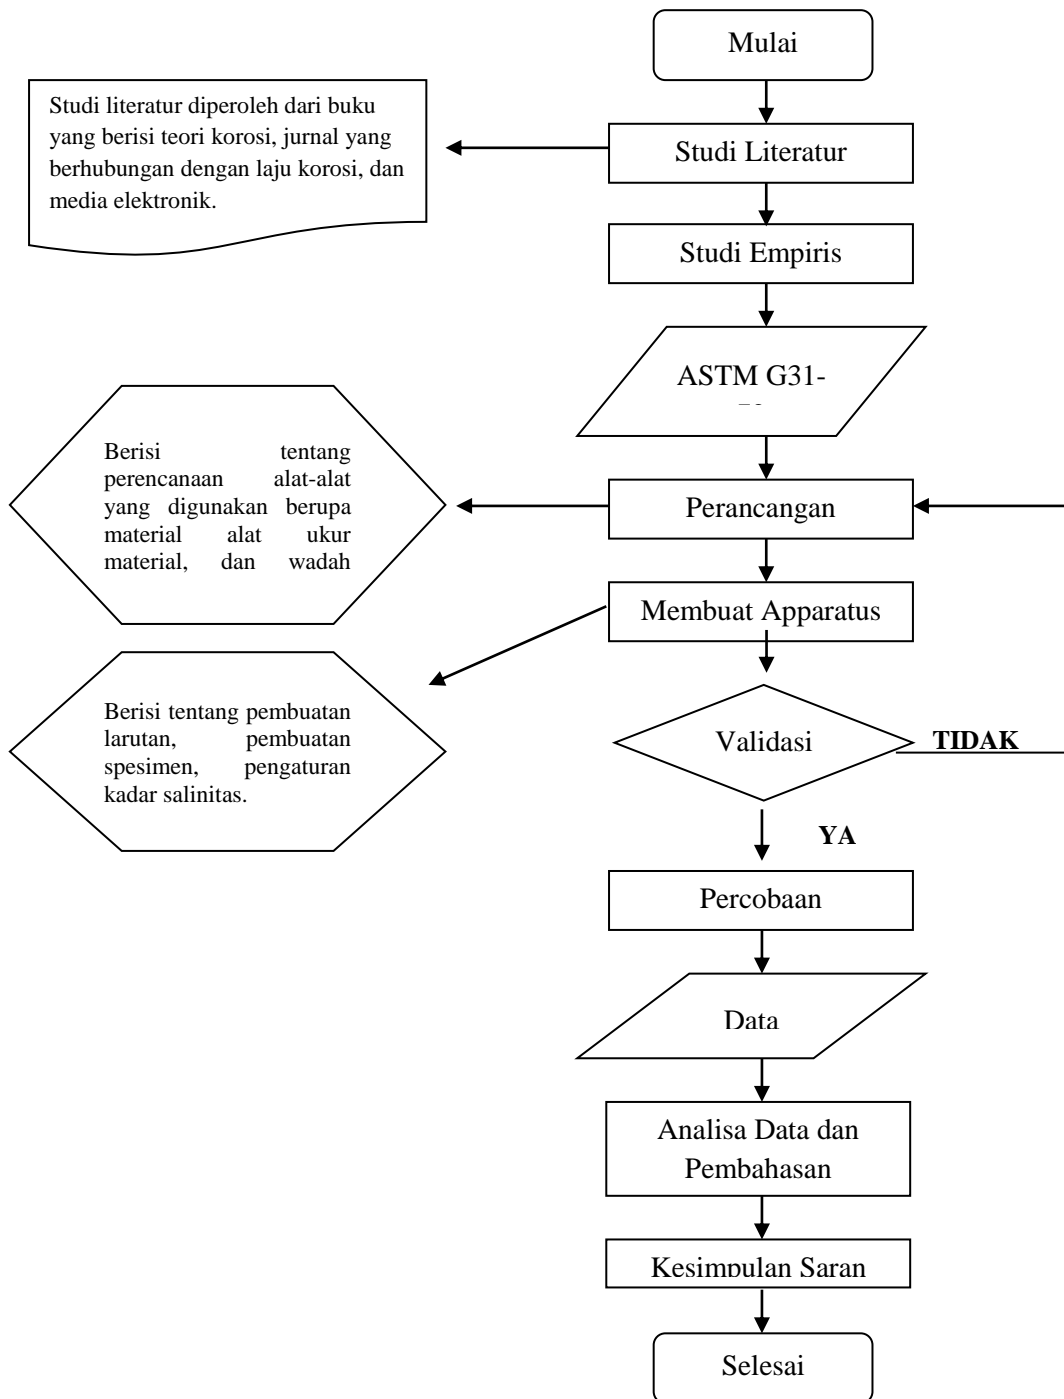 Mulai
Studi literatur diperoleh dari buku
yang berisi teori korosi, jurnal yang
berhubungan dengan laju korosi, dan
media elektronik.
Studi Literatur
Studi Empiris
ASTM G31-
Berisi tentang
perencanaan alat-alat
yang digunakan berupa
material alat ukur
material, dan wadah
Perancangan
Membuat Apparatus
Berisi tentang pembuatan
larutan, pembuatan
spesimen, pengaturan
kadar salinitas.
Validasi
TIDAK
YA
Percobaan
Data
Analisa Data dan
Pembahasan
Kesimpulan Saran
Selesai